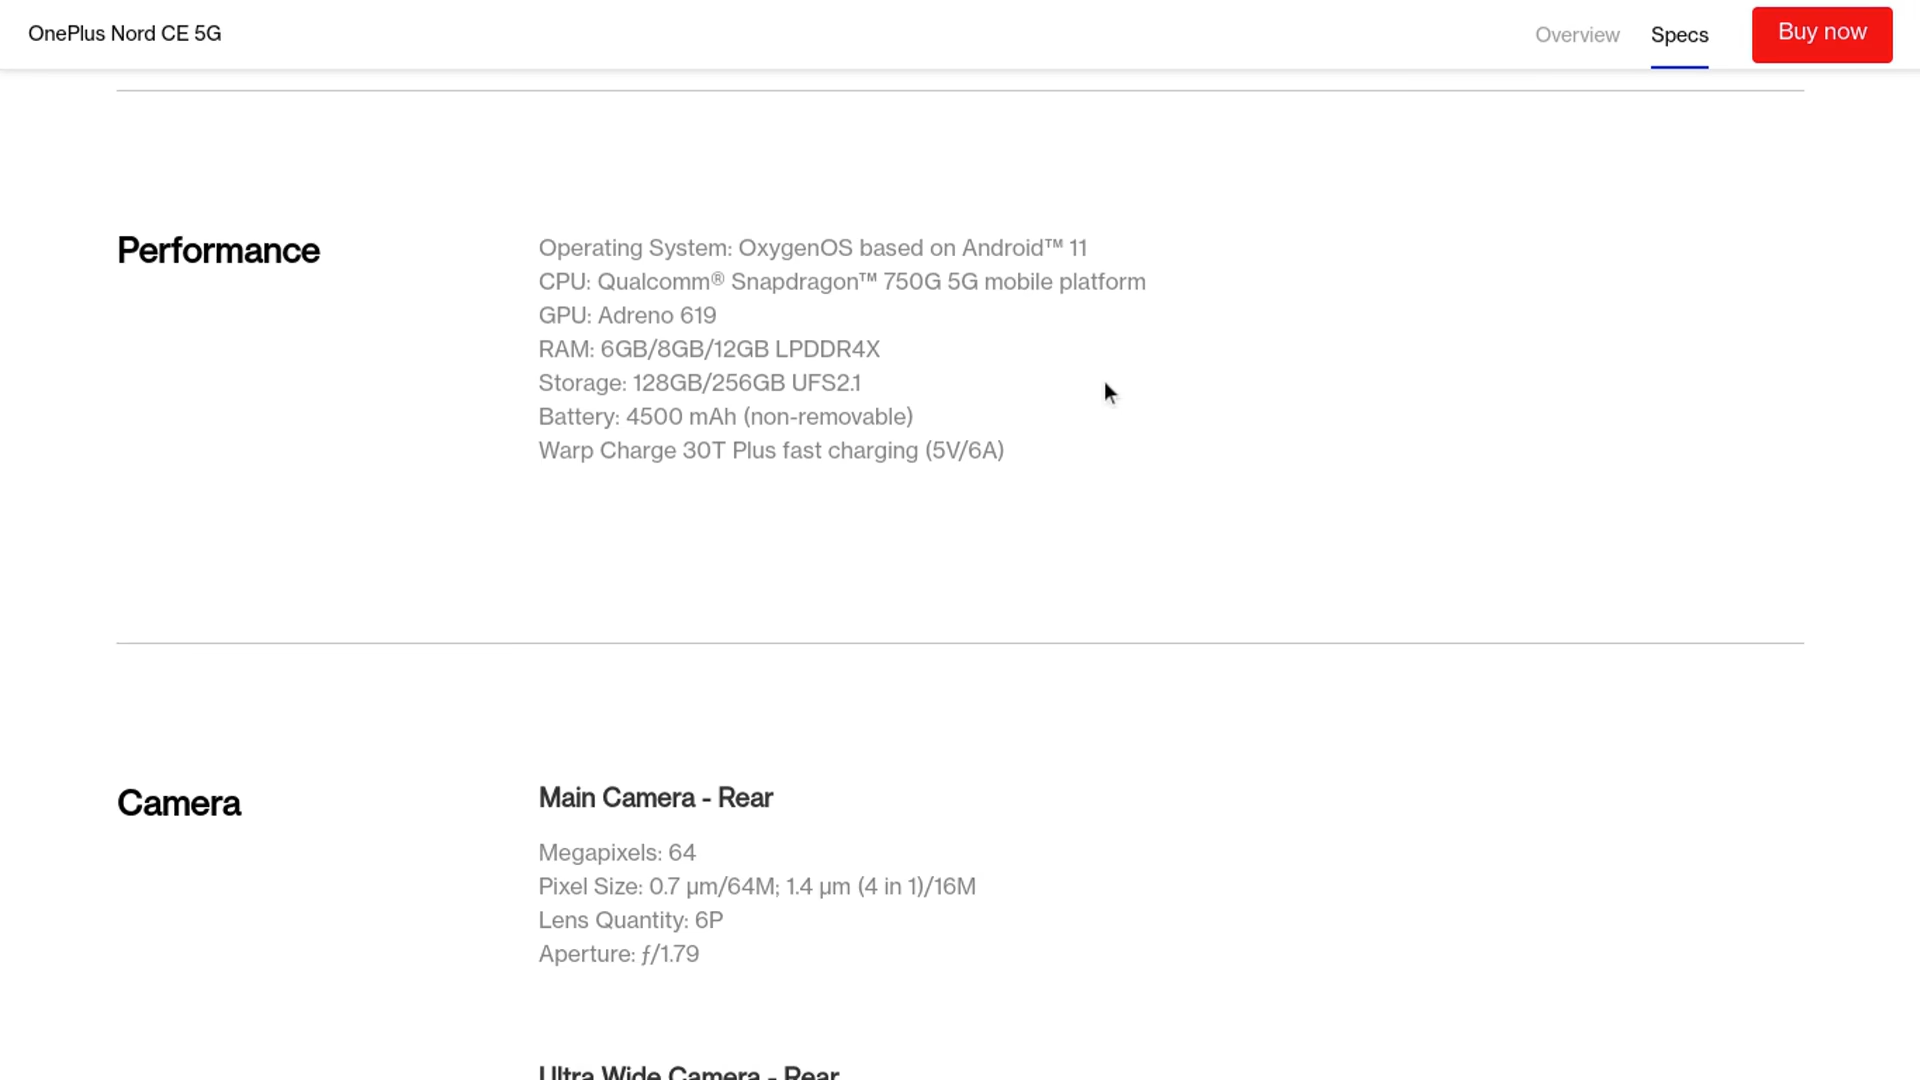 OnePlus Nord CE 5G
Overview
Specs
Buy now
Performance
Operating System: OxygenOS based on Android™ 11
CPU: Qualcomm® Snapdragon™ 750G 5G mobile platform
GPU: Adreno 619
RAM: 6GB/8GB/12GB LPDDR4X
Storage: 128GB/256GB UFS2.1
Battery: 4500 mAh (non-removable)
Warp Charge 30T Plus fast charging (5V/6A)
Camera
Main Camera - Rear
Megapixels: 64
Pixel Size: 0.7 µm/64M; 1.4 µm (4 in 1)/16M
Lens Quantity: 6P
Aperture: ƒ/1.79
Ultra Wide Camera - Rear